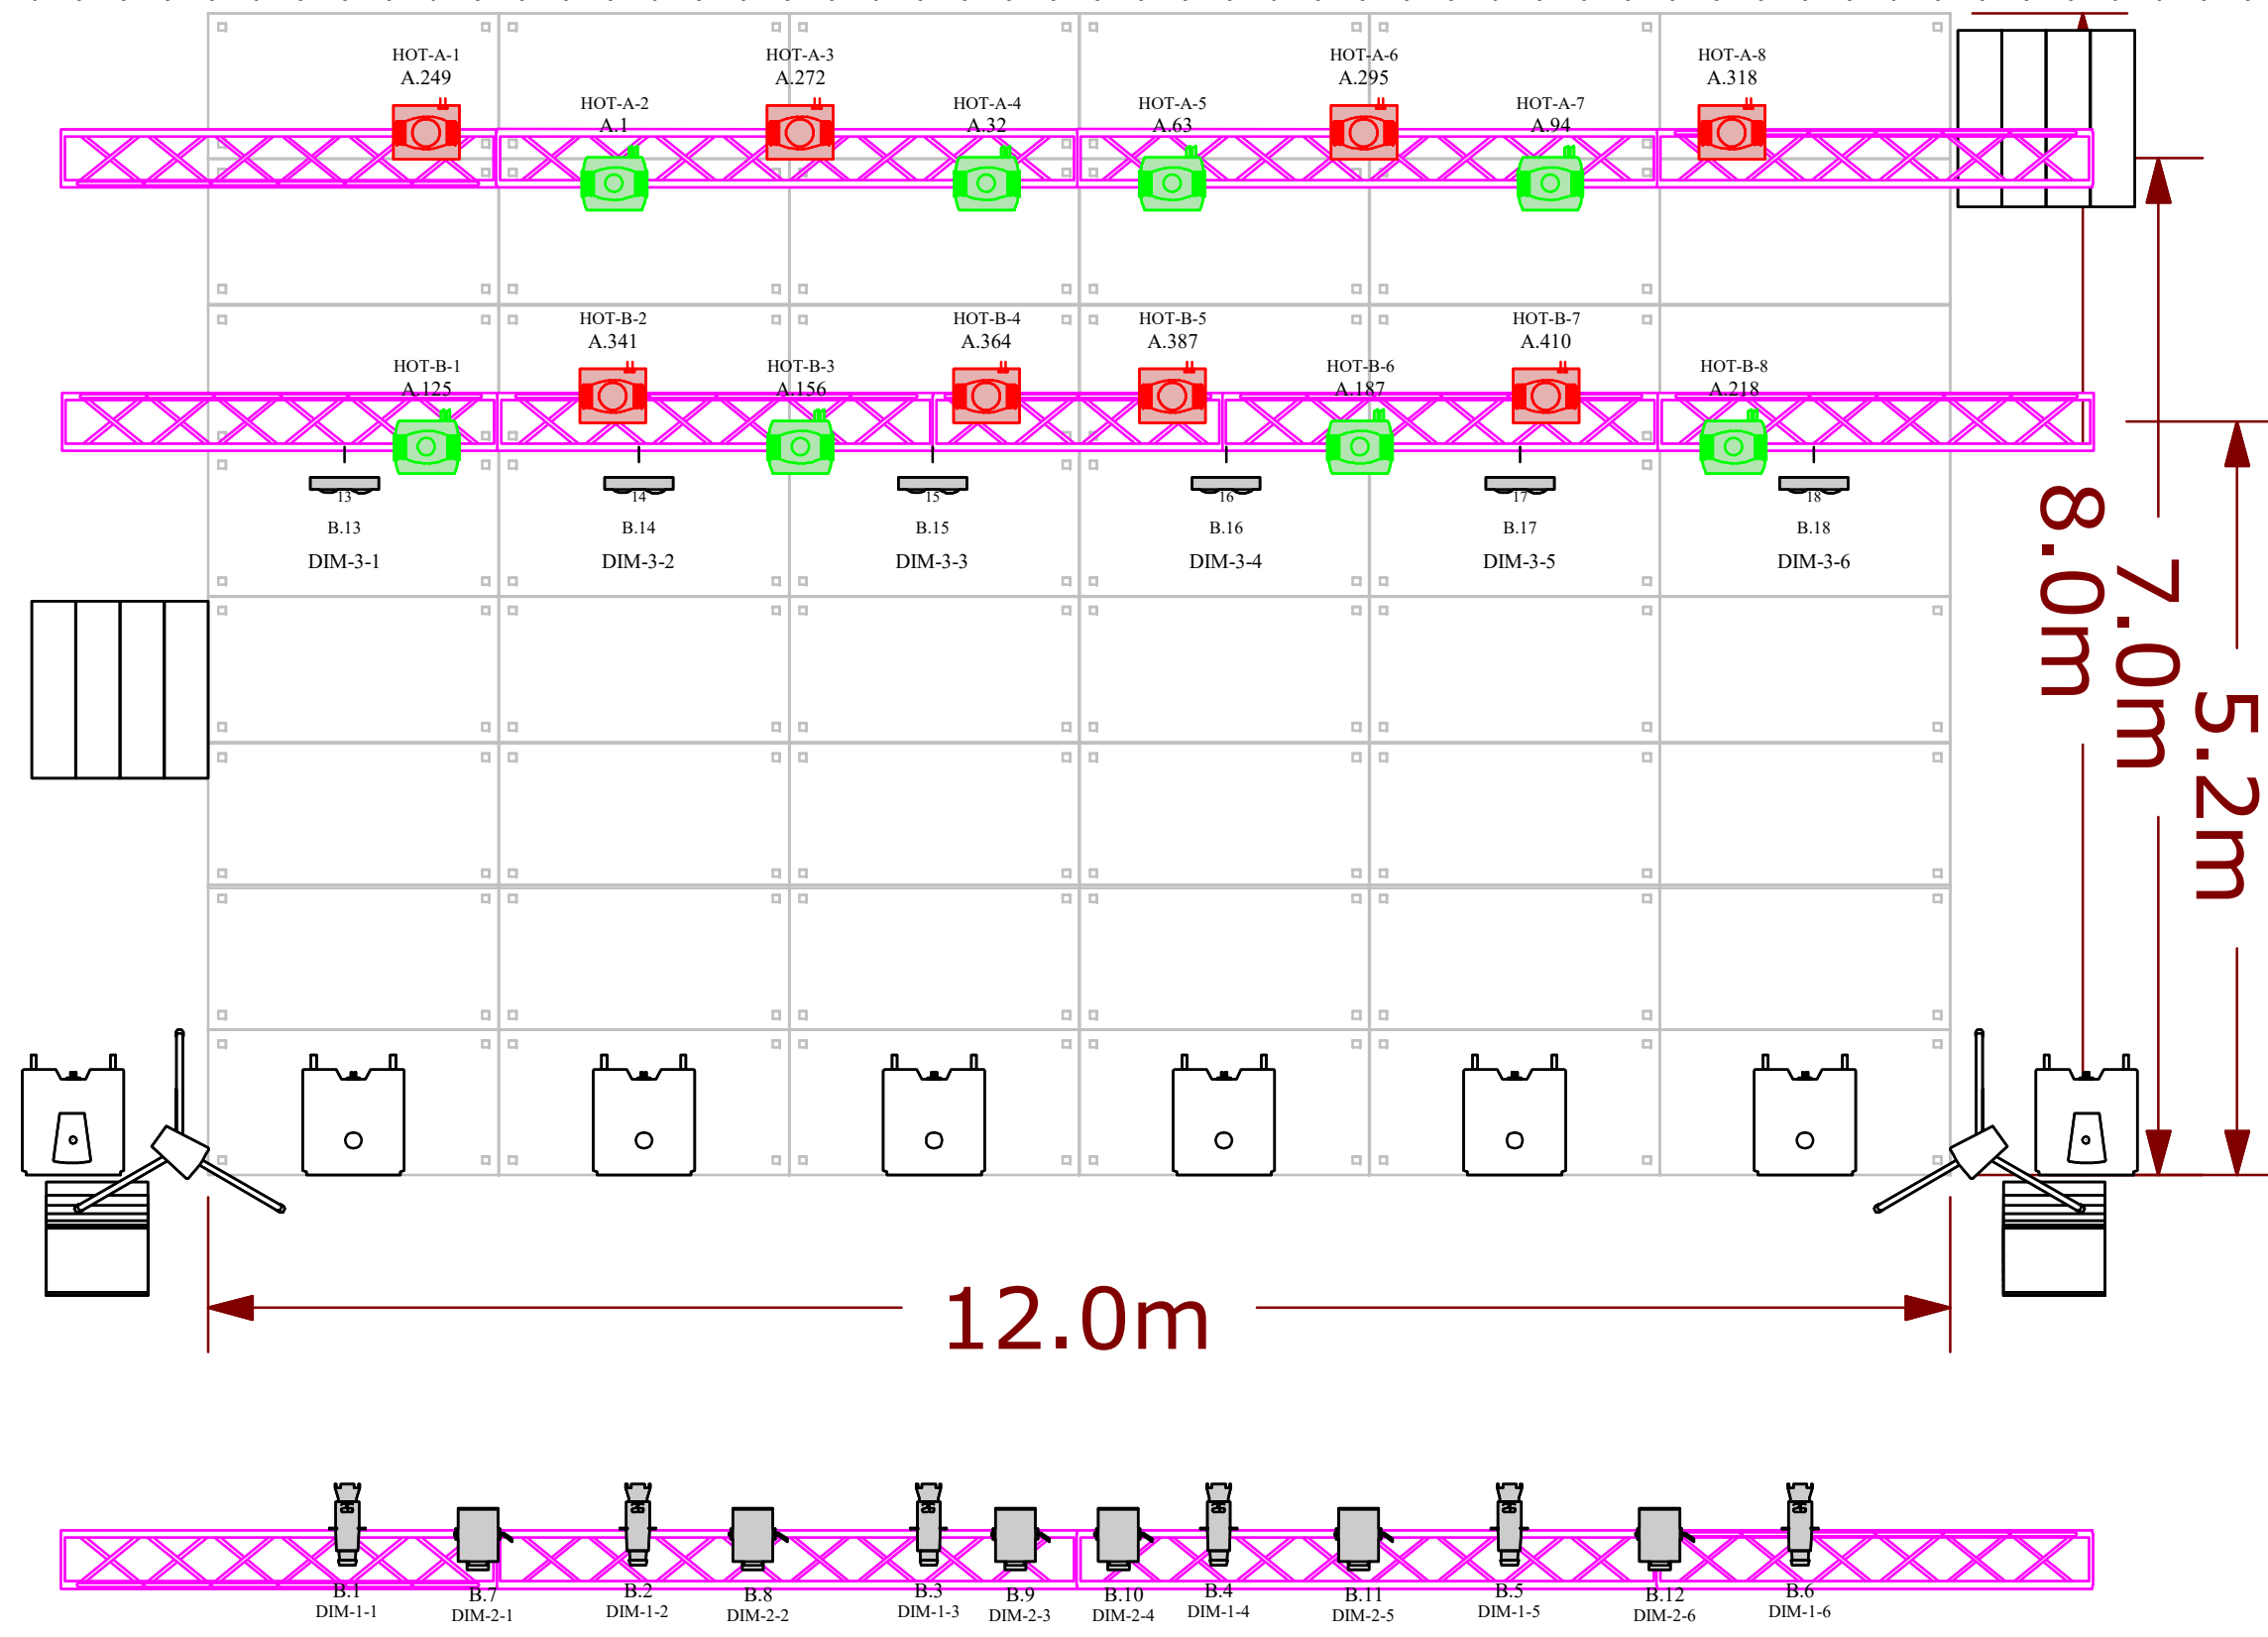 HOT-A-1
A.249
HOT-A-3
A.272
HOT-A-6
A.295
HOT-A-8
A.318
HOT-A-2
A.1
HOT-A-4
A.32
HOT-A-5
A.63
HOT-A-7
A.94
HOT-B-2
A.341
HOT-B-4
A.364
HOT-B-5
A.387
HOT-B-7
A.410
HOT-B-1
A.125
HOT-B-3
A.156
HOT-B-6
A.187
HOT-B-8
A.218
13
B.13
DIM-3-1
14
B.14
DIM-3-2
15
B.15
DIM-3-3
16
B.16
DIM-3-4
17
B.17
DIM-3-5
18
B.18
DIM-3-6
8.0m
7.0m
5.2m
12.0m
B.1
DIM-1-1
B.7
DIM-2-1
B.2
DIM-1-2
B.8
DIM-2-2
B.3
DIM-1-3
B.9
DIM-2-3
B.10
DIM-2-4
B.4
DIM-1-4
B.11
DIM-2-5
B.5
DIM-1-5
B.12
DIM-2-6
B.6
DIM-1-6